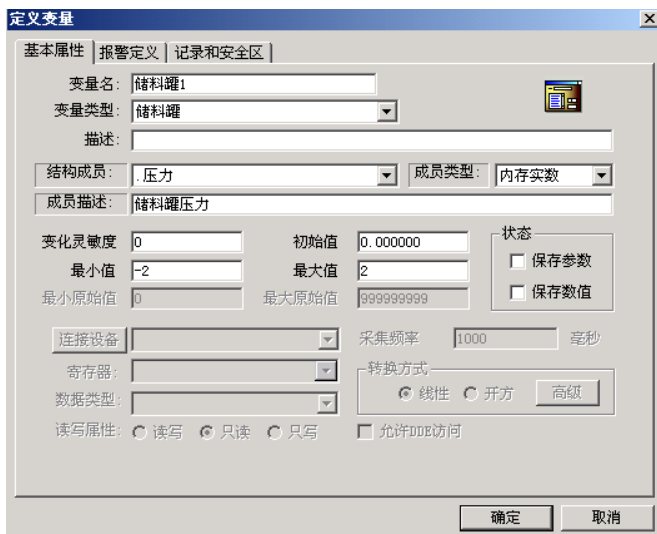 定义变量
基本属性 报警定义 记录和安全区
变量名: 储料罐1
变量类型: 储料罐
描述:
结构成员: .压力 成员类型: 内存实数
成员描述: 储料罐压力
变化灵敏度 0 初始值 0.000000 状态
最小值 -2 最大值 2 保存参数
最小原始值 0 最大原始值 999999999 保存数值
连接设备 采集频率 1000 毫秒
寄存器: 转换方式
数据类型: 线性 开方 高级
读写属性: 读写 只读 只写 允许DDE访问
确定 取消